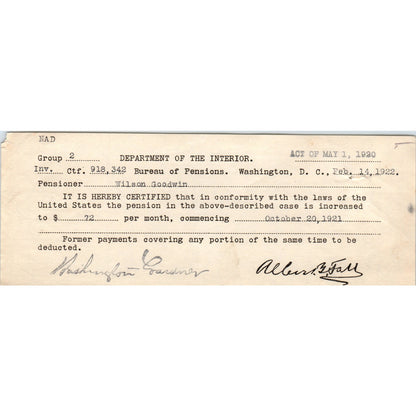 NAD
Group 2 DEPARTMENT OF THE INTERIOR. ACT OF MAY 1, 1920
Inv. Ctf. 918,342 Bureau of Pensions. Washington, D. C., Feb. 14, 1922.
Pensioner Wilson Goodwin
IT IS HEREBY CERTIFIED that in conformity with the laws of the
United States the pension in the above-described case is increased
to $ 72 per month, commencing October 20, 1921
Former payments covering any portion of the same time to be
deducted.
Washington Gardner Albert B. Fall